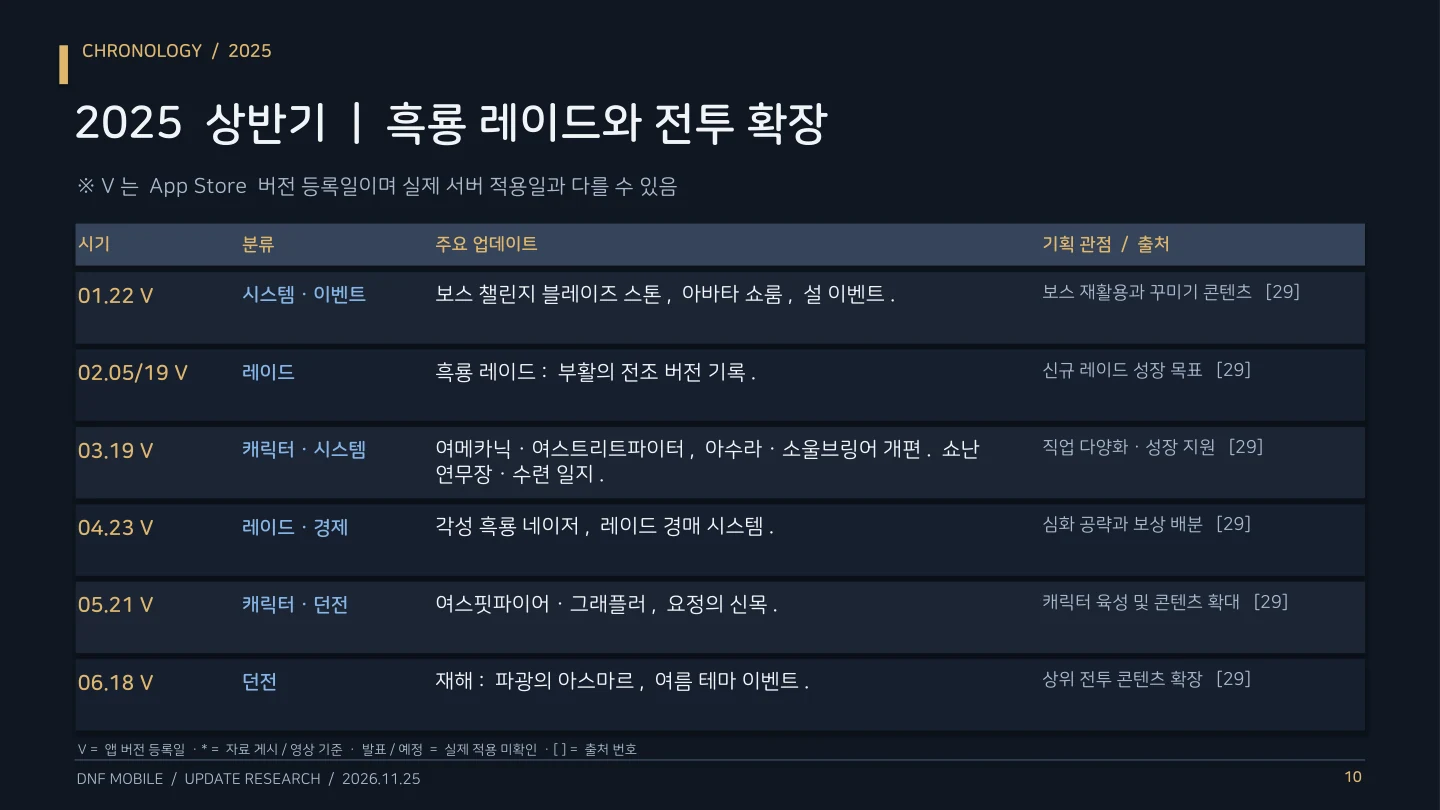 CHRONOLOGY / 2025
2025 상반기 | 흑룡 레이드와 전투 확장
※ V 는 App Store 버전 등록일이며 실제 서버 적용일과 다를 수 있음
시기 분류 주요 업데이트 기획 관점 / 출처
01.22 V 시스템 · 이벤트 보스 챌린지 블레이즈 스톤 , 아바타 쇼룸 , 설 이벤트 . 보스 재활용과 꾸미기 콘텐츠 [29]
02.05/19 V 레이드 흑룡 레이드 : 부활의 전조 버전 기록 . 신규 레이드 성장 목표 [29]
03.19 V 캐릭터 · 시스템 여메카닉 · 여스트리트파이터 , 아수라 · 소울브링어 개편 . 쇼난 직업 다양화 · 성장 지원 [29]
연무장 · 수련 일지 .
04.23 V 레이드 · 경제 각성 흑룡 네이저 , 레이드 경매 시스템 . 심화 공략과 보상 배분 [29]
05.21 V 캐릭터 · 던전 여스핏파이어 · 그래플러 , 요정의 신목 . 캐릭터 육성 및 콘텐츠 확대 [29]
06.18 V 던전 재해 : 파광의 아스마르 , 여름 테마 이벤트 . 상위 전투 콘텐츠 확장 [29]
V = 앱 버전 등록일 · * = 자료 게시 / 영상 기준 · 발표 / 예정 = 실제 적용 미확인 · [ ] = 출처 번호
DNF MOBILE / UPDATE RESEARCH / 2026.11.25 10